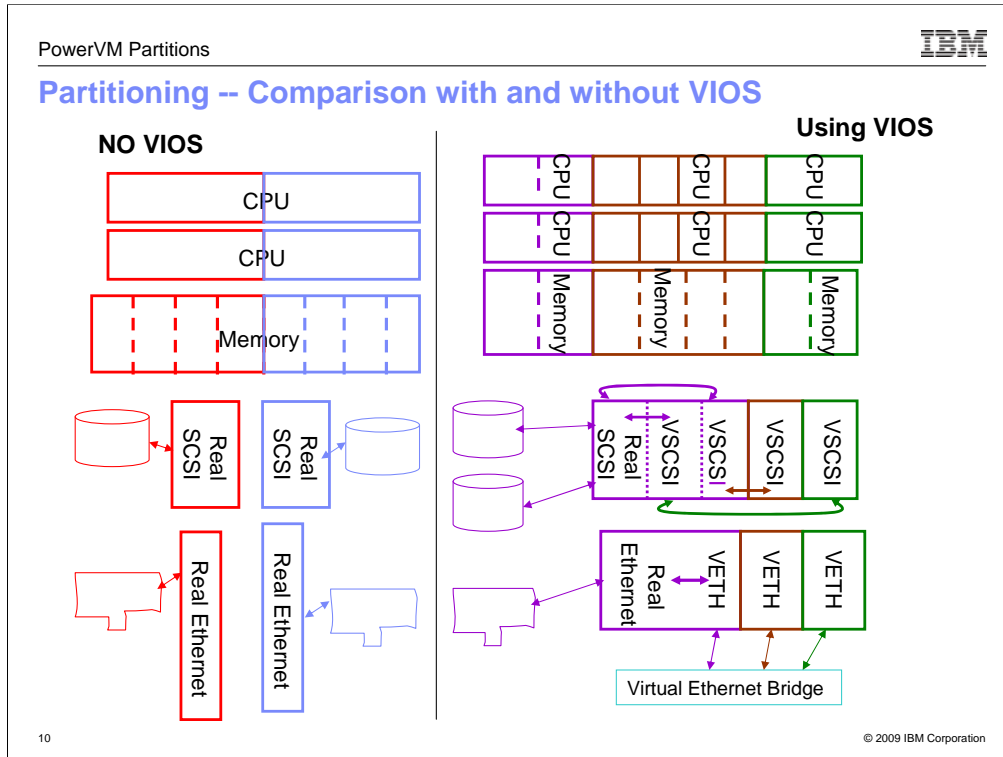 PowerVM Partitions
IBM
Partitioning -- Comparison with and without VIOS
NO VIOS
CPU
CPU
Memory
Real
SCSI
Real
SCSI
Real Ethernet
Real Ethernet
Using VIOS
CPU
CPU
CPU
CPU
CPU
CPU
Memory
Memory
Memory
Real
SCSI
VSCSI
VSCSI
VSCSI
VSCSI
Real
Ethernet
VETH
VETH
VETH
Virtual Ethernet Bridge
10
© 2009 IBM Corporation